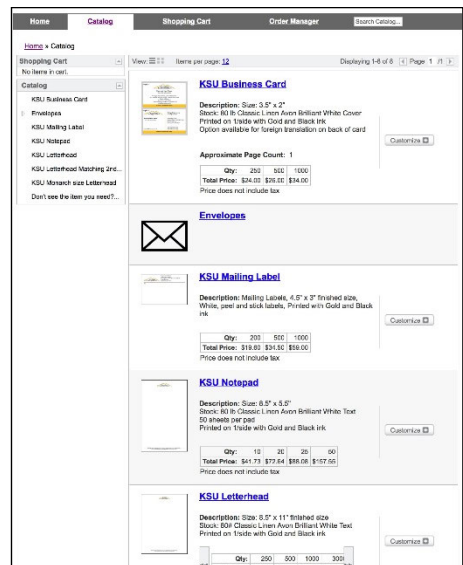 Home Catalog Shopping Cart Order Manager Search Catalog...
Home » Catalog
Shopping Cart
No items in cart.
Catalog
KSU Business Card
Envelopes
KSU Mailing Label
KSU Notepad
KSU Letterhead
KSU Letterhead Matching 2nd...
KSU Monarch size Letterhead
Don't see the item you need?...
View: Items per page: 12 Displaying 1-8 of 8 Page 1 /1
KSU Business Card
Description: Size: 3.5" x 2"
Stock: 80 lb Classic Linen Avon Brilliant White Cover
Printed on 1/side with Gold and Black ink
Option available for foreign translation on back of card
Customize
Approximate Page Count: 1
Qty: 250 500 1000
Total Price: $24.00 $26.00 $34.00
Price does not include tax
Envelopes
KSU Mailing Label
Description: Mailing Labels, 4.5" x 3" finished size,
White, peel and stick labels, Printed with Gold and Black
ink
Customize
Qty: 200 500 1000
Total Price: $19.60 $34.50 $59.00
Price does not include tax
KSU Notepad
Description: Size: 8.5" x 5.5"
Stock: 60 lb Classic Linen Avon Brilliant White Text
50 sheets per pad
Printed on 1/side with Gold and Black ink
Customize
Qty: 10 20 25 50
Total Price: $41.73 $72.64 $88.08 $157.55
Price does not include tax
KSU Letterhead
Description: Size: 8.5" x 11" finished size
Stock: 60# Classic Linen Avon Brilliant White Text
Printed on 1/side with Gold and Black ink
Customize
Qty: 250 500 1000